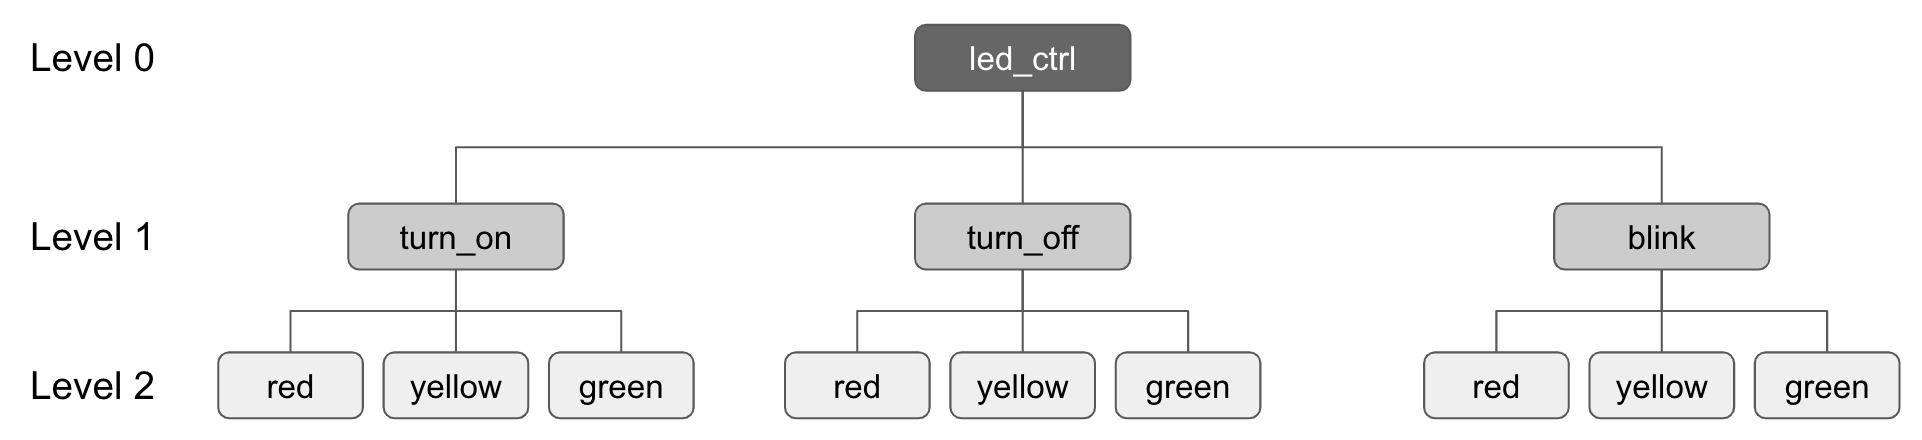 Level 0
led_ctrl
Level 1
turn_on
turn_off
blink
Level 2
red
yellow
green
red
yellow
green
red
yellow
green